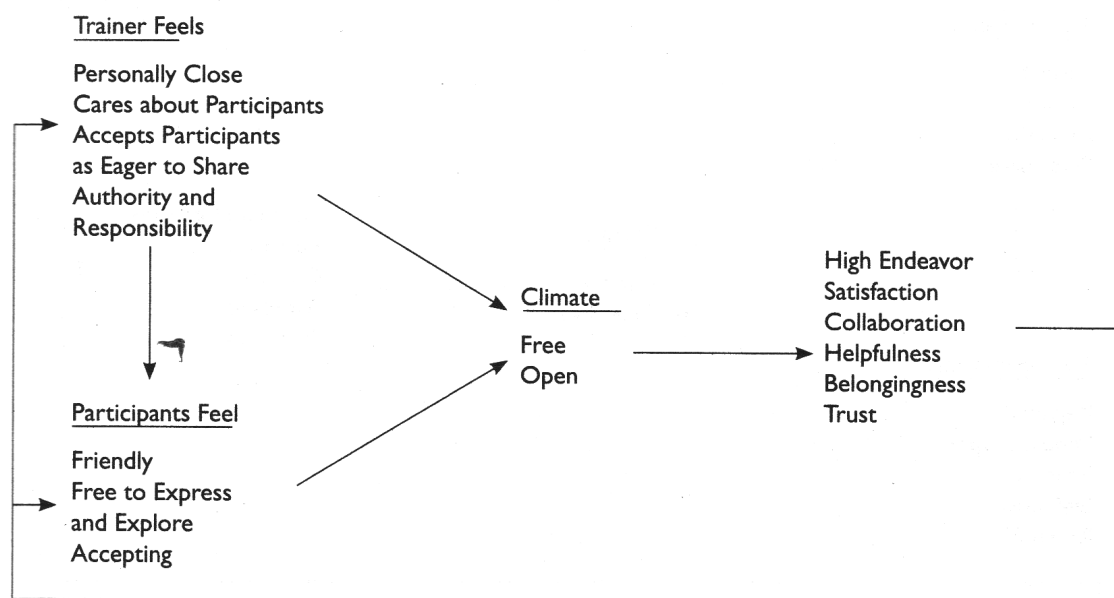 Trainer Feels
Personally Close
Cares about Participants
Accepts Participants
as Eager to Share
Authority and
Responsibility
Participants Feel
Friendly
Free to Express
and Explore
Accepting
Climate
Free
Open
High Endeavor
Satisfaction
Collaboration
Helpfulness
Belongingness
Trust